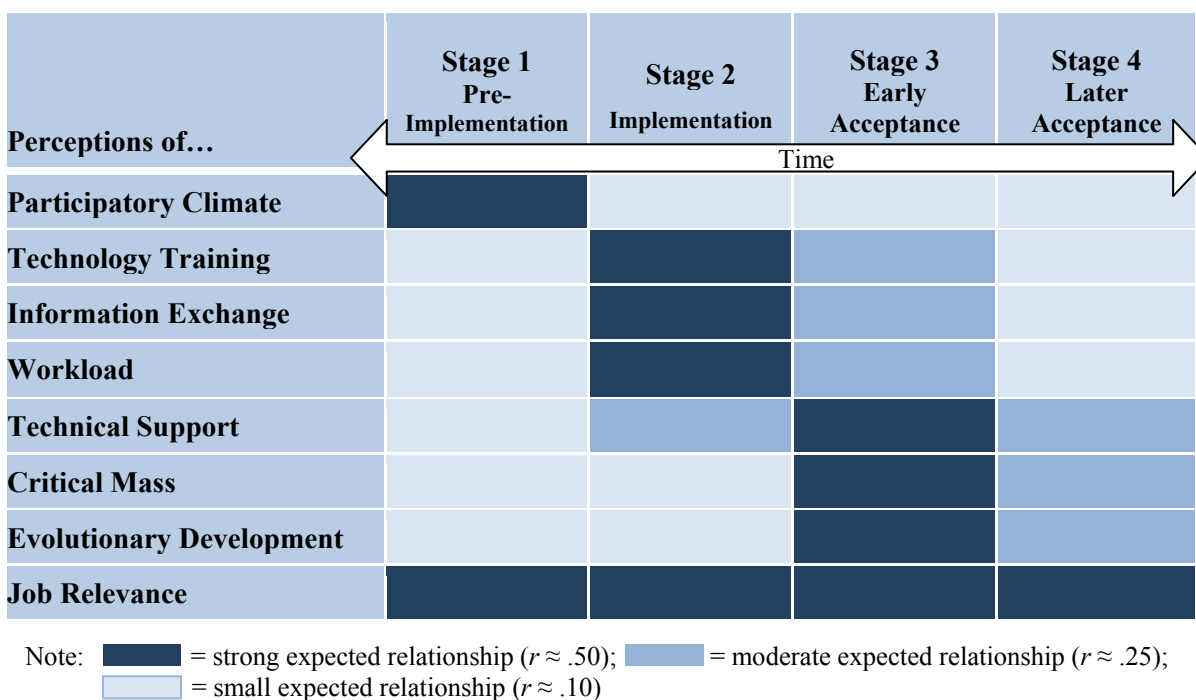 Stage 1
Pre-
Implementation
Stage 2
Implementation
Stage 3
Early
Acceptance
Stage 4
Later
Acceptance
Perceptions of…
Time
Participatory Climate
Technology Training
Information Exchange
Workload
Technical Support
Critical Mass
Evolutionary Development
Job Relevance
Note: = strong expected relationship (r ≈ .50); = moderate expected relationship (r ≈ .25);
= small expected relationship (r ≈ .10)